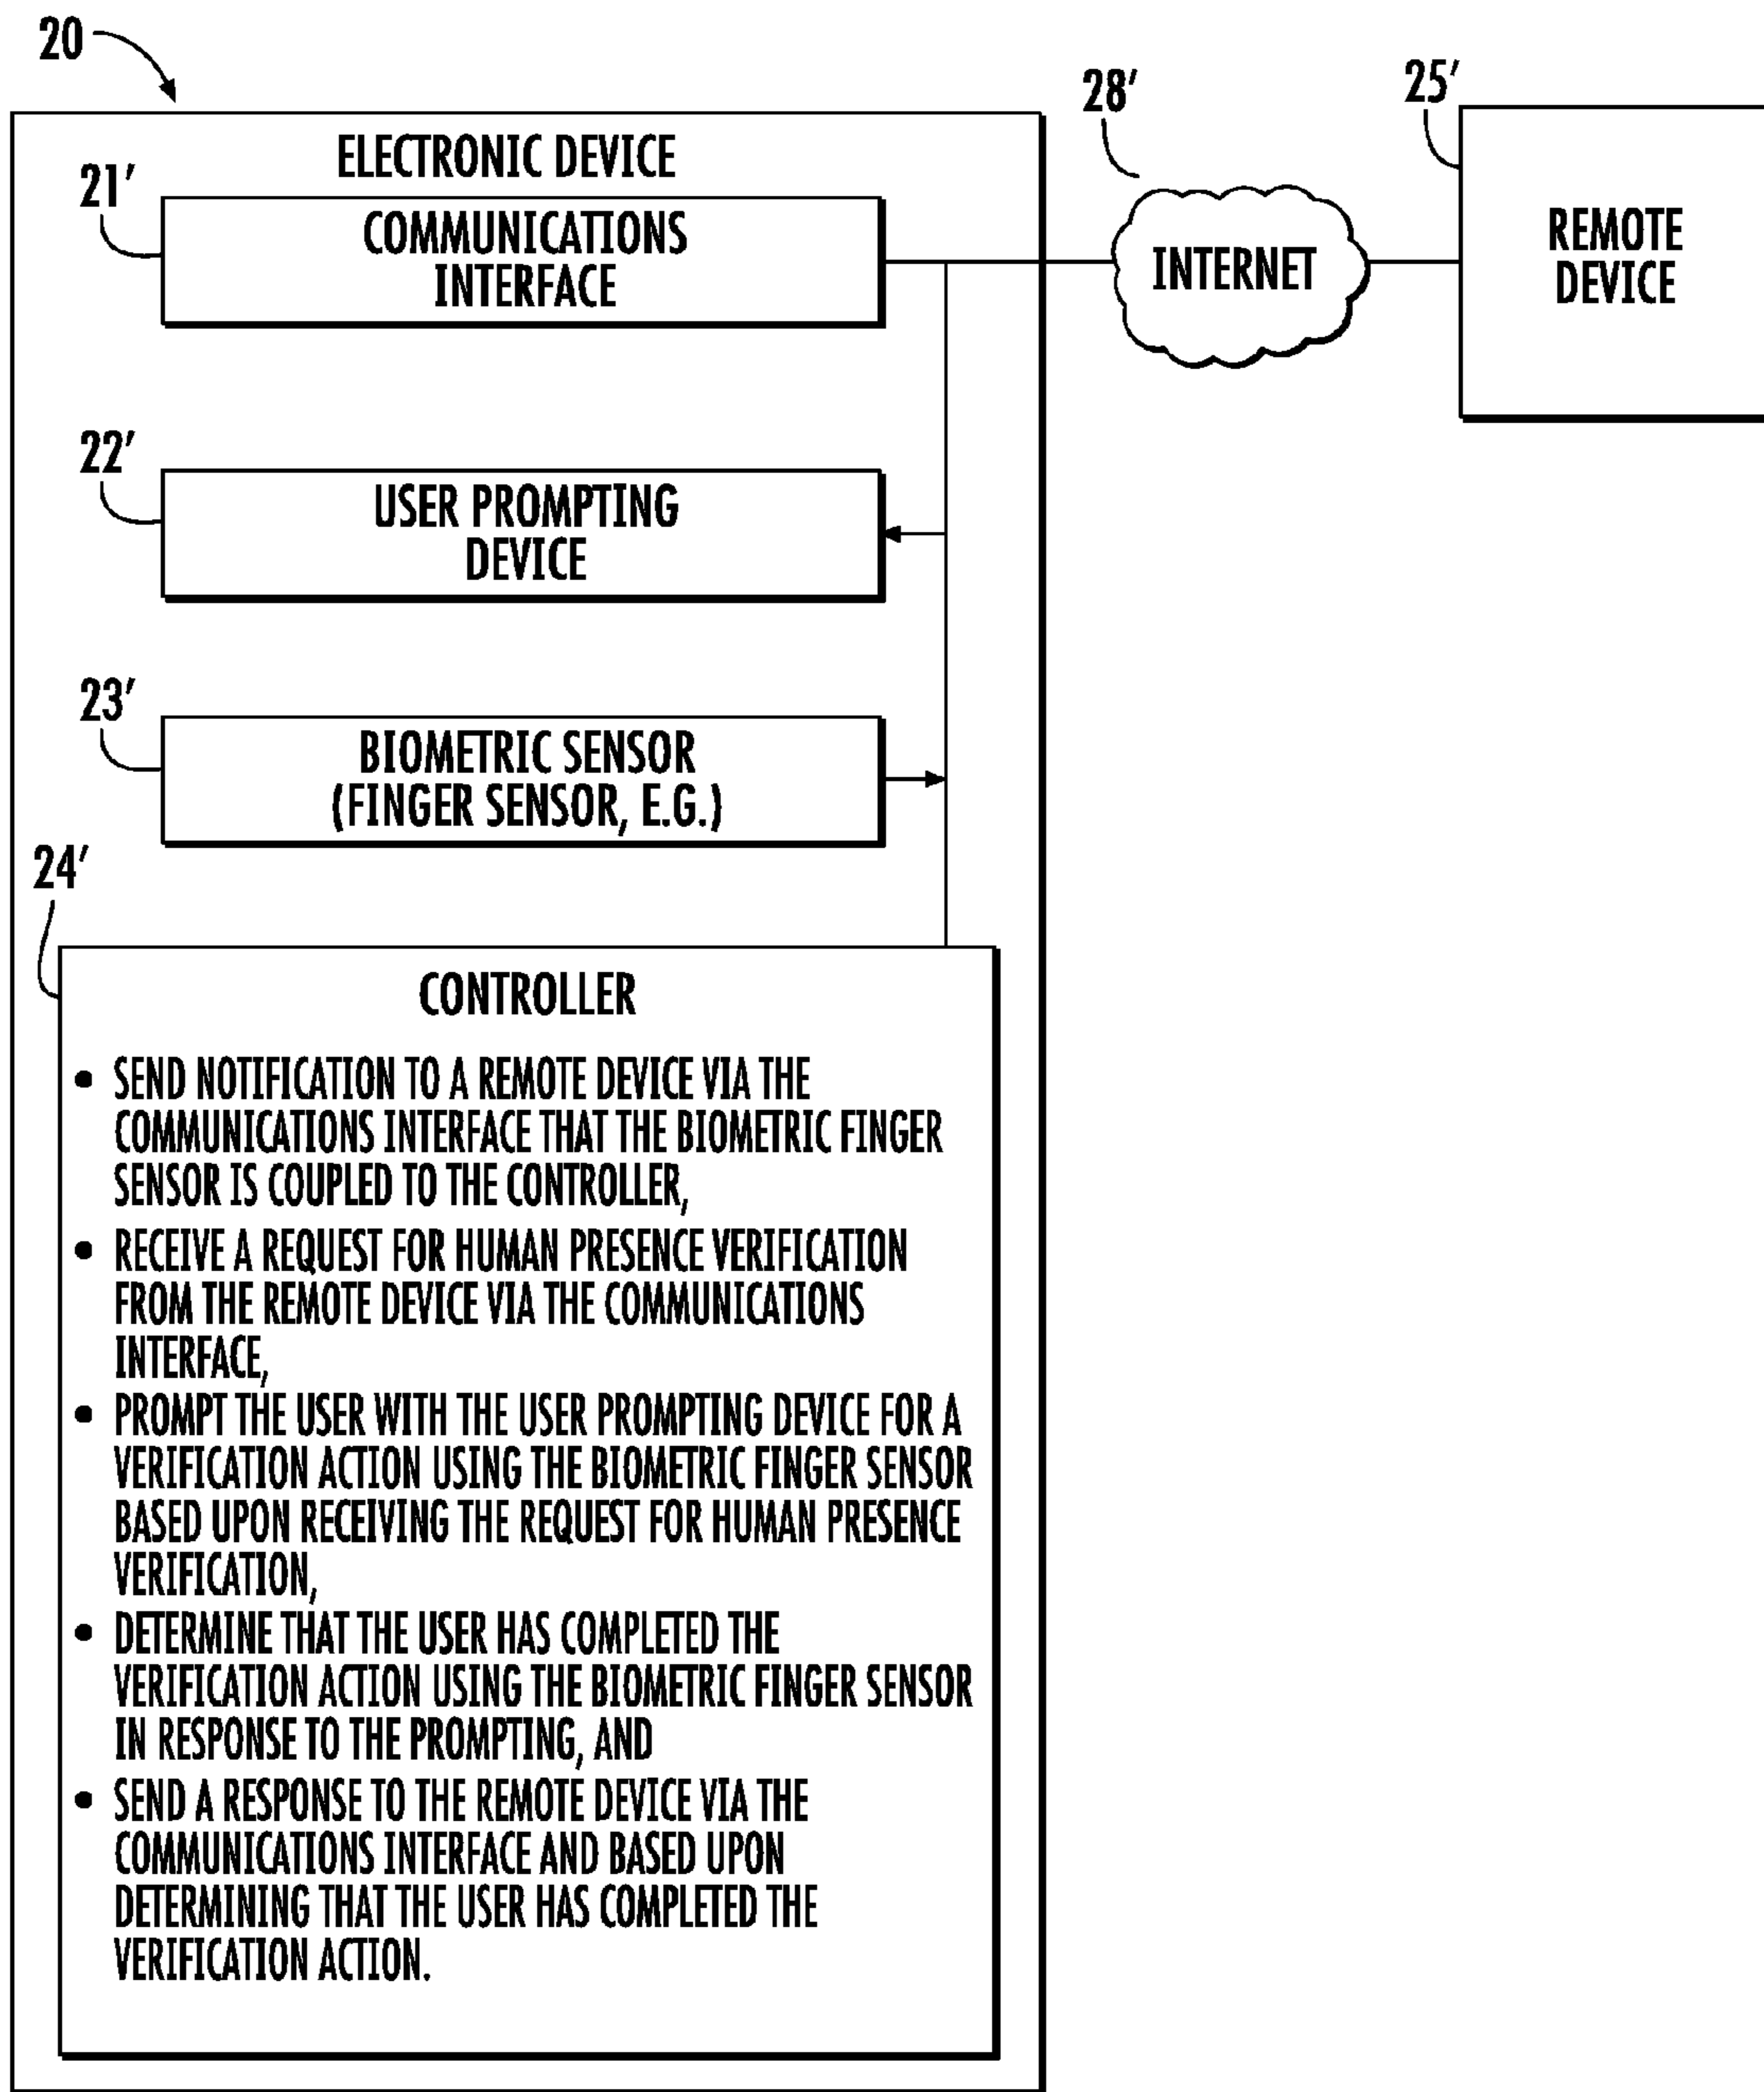 20
28′
25′
ELECTRONIC DEVICE
21′
COMMUNICATIONS
INTERFACE
INTERNET
REMOTE
DEVICE
22′
USER PROMPTING
DEVICE
23′
BIOMETRIC SENSOR
(FINGER SENSOR, E.G.)
24′
CONTROLLER
• SEND NOTIFICATION TO A REMOTE DEVICE VIA THE
COMMUNICATIONS INTERFACE THAT THE BIOMETRIC FINGER
SENSOR IS COUPLED TO THE CONTROLLER,
• RECEIVE A REQUEST FOR HUMAN PRESENCE VERIFICATION
FROM THE REMOTE DEVICE VIA THE COMMUNICATIONS
INTERFACE,
• PROMPT THE USER WITH THE USER PROMPTING DEVICE FOR A
VERIFICATION ACTION USING THE BIOMETRIC FINGER SENSOR
BASED UPON RECEIVING THE REQUEST FOR HUMAN PRESENCE
VERIFICATION,
• DETERMINE THAT THE USER HAS COMPLETED THE
VERIFICATION ACTION USING THE BIOMETRIC FINGER SENSOR
IN RESPONSE TO THE PROMPTING, AND
• SEND A RESPONSE TO THE REMOTE DEVICE VIA THE
COMMUNICATIONS INTERFACE AND BASED UPON
DETERMINING THAT THE USER HAS COMPLETED THE
VERIFICATION ACTION.